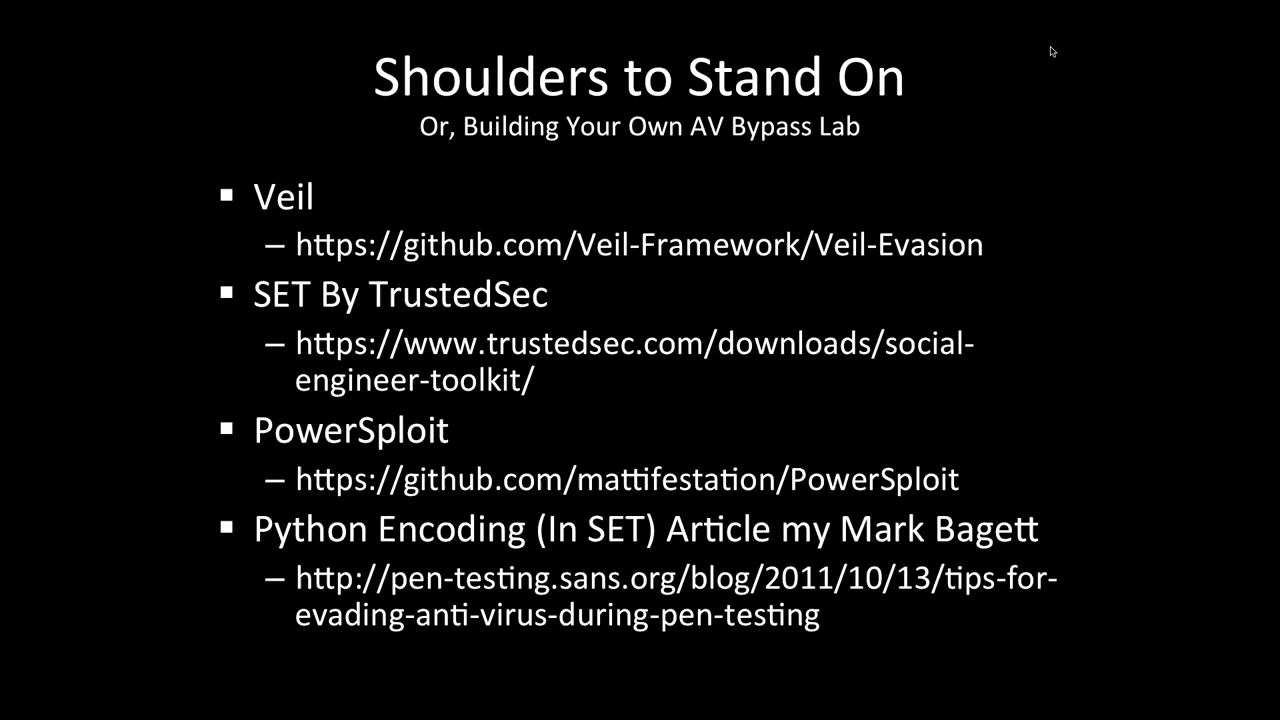 Shoulders to Stand On
Or, Building Your Own AV Bypass Lab
▪ Veil
– https://github.com/Veil-Framework/Veil-Evasion
▪ SET By TrustedSec
– https://www.trustedsec.com/downloads/social-
engineer-toolkit/
▪ PowerSploit
– https://github.com/mattifestation/PowerSploit
▪ Python Encoding (In SET) Article my Mark Bagett
– http://pen-testing.sans.org/blog/2011/10/13/tips-for-
evading-anti-virus-during-pen-testing